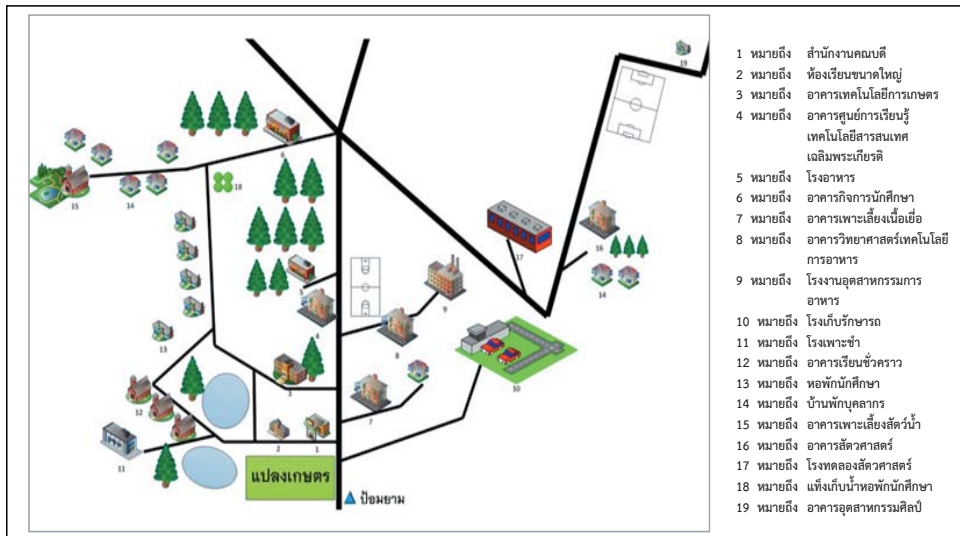 19
6
18
15
14
16
17
14
5
9
4
13
8
3
10
12
7
2
1
11
แปลงเกษตร
ป้อมยาม
1 หมายถึง สำนักงานคณบดี
2 หมายถึง ห้องเรียนขนาดใหญ่
3 หมายถึง อาคารเทคโนโลยีการเกษตร
4 หมายถึง อาคารศูนย์การเรียนรู้
เทคโนโลยีสารสนเทศ
เฉลิมพระเกียรติ
5 หมายถึง โรงอาหาร
6 หมายถึง อาคารกิจการนักศึกษา
7 หมายถึง อาคารเพาะเลี้ยงเนื้อเยื่อ
8 หมายถึง อาคารวิทยาศาสตร์เทคโนโลยี
การอาหาร
9 หมายถึง โรงงานอุตสาหกรรมการ
อาหาร
10 หมายถึง โรงเก็บรักษารถ
11 หมายถึง โรงเพาะชำ
12 หมายถึง อาคารเรียนชั่วคราว
13 หมายถึง หอพักนักศึกษา
14 หมายถึง บ้านพักบุคลากร
15 หมายถึง อาคารเพาะเลี้ยงสัตว์น้ำ
16 หมายถึง อาคารสัตวศาสตร์
17 หมายถึง โรงทดลองสัตวศาสตร์
18 หมายถึง แท็งเก็บน้ำหอพักนักศึกษา
19 หมายถึง อาคารอุตสาหกรรมศิลป์